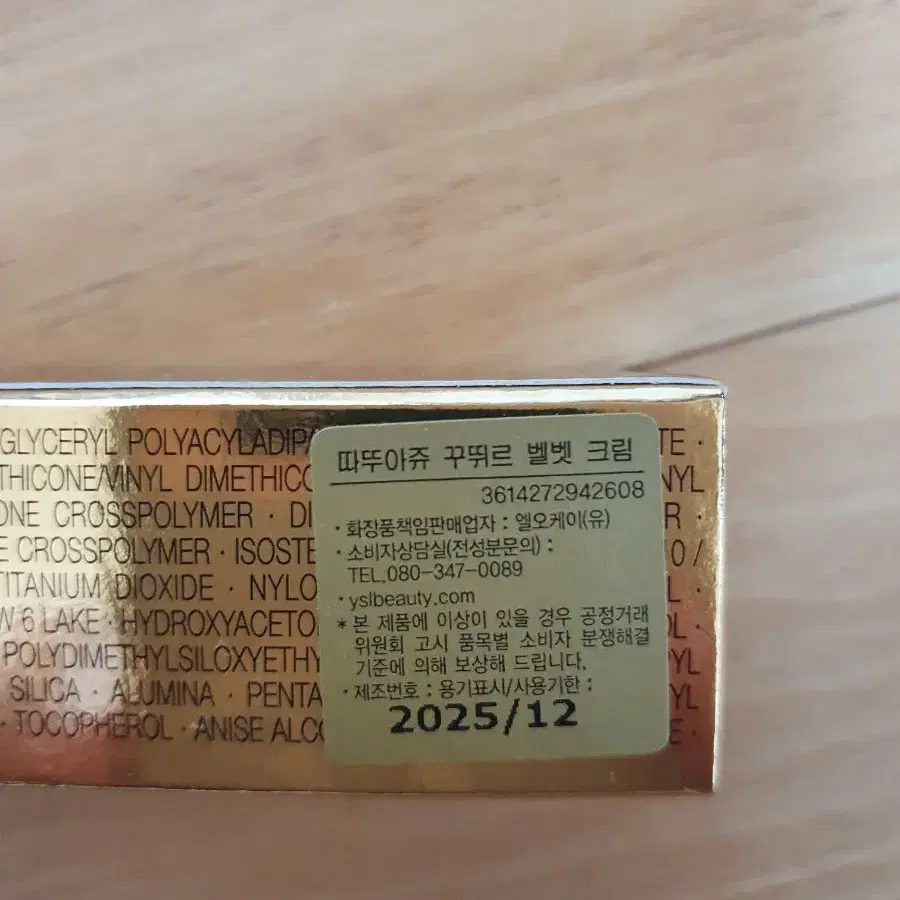 GLYCERYL POLYACYLADIPA TE ·
THICONE/VINYL DIMETHICO NYL
ONE CROSSPOLYMER · DI R ·
E CROSSPOLYMER · ISOSTE 0 /
TITANIUM DIOXIDE · NYLO L ·
W 6 LAKE · HYDROXYACETO OL ·
POLYDIMETHYLSILOXYETHY YL
SILICA · ALUMINA · PENTA YL
· TOCOPHEROL · ANISE ALCO E ·
따뚜아쥬 꾸뛰르 벨벳 크림
3614272942608
· 화장품책임판매업자 : 엘오케이(유)
· 소비자상담실(전성분문의) :
TEL.080-347-0089
· yslbeauty.com
* 본 제품에 이상이 있을 경우 공정거래
위원회 고시 품목별 소비자 분쟁해결
기준에 의해 보상해 드립니다.
· 제조번호 : 용기표시/사용기한 :
2025/12